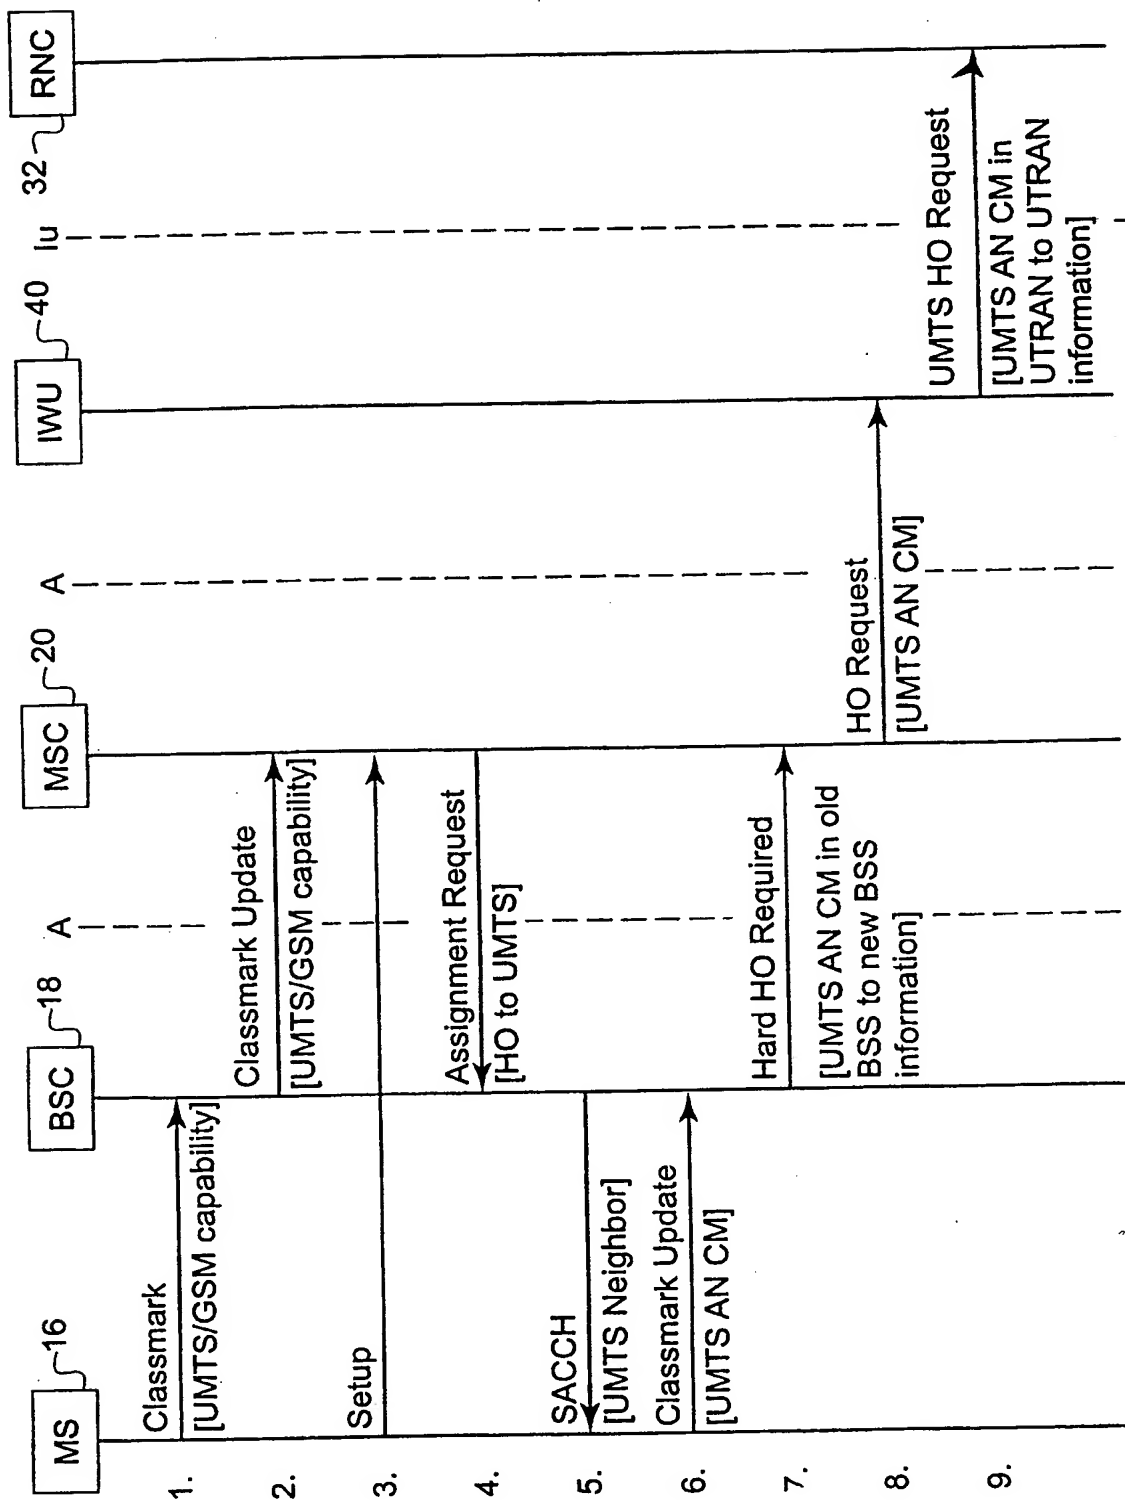 MS
16
BSC
18
A
MSC
20
A
IWU
40
Iu
32
RNC
1.
Classmark
[UMTS/GSM capability]
2.
Classmark Update
[UMTS/GSM capability]
3.
Setup
4.
Assignment Request
[HO to UMTS]
5.
SACCH
[UMTS Neighbor]
6.
Classmark Update
[UMTS AN CM]
7.
Hard HO Required
[UMTS AN CM in old
BSS to new BSS
information]
8.
HO Request
[UMTS AN CM]
9.
UMTS HO Request
[UMTS AN CM in
UTRAN to UTRAN
information]